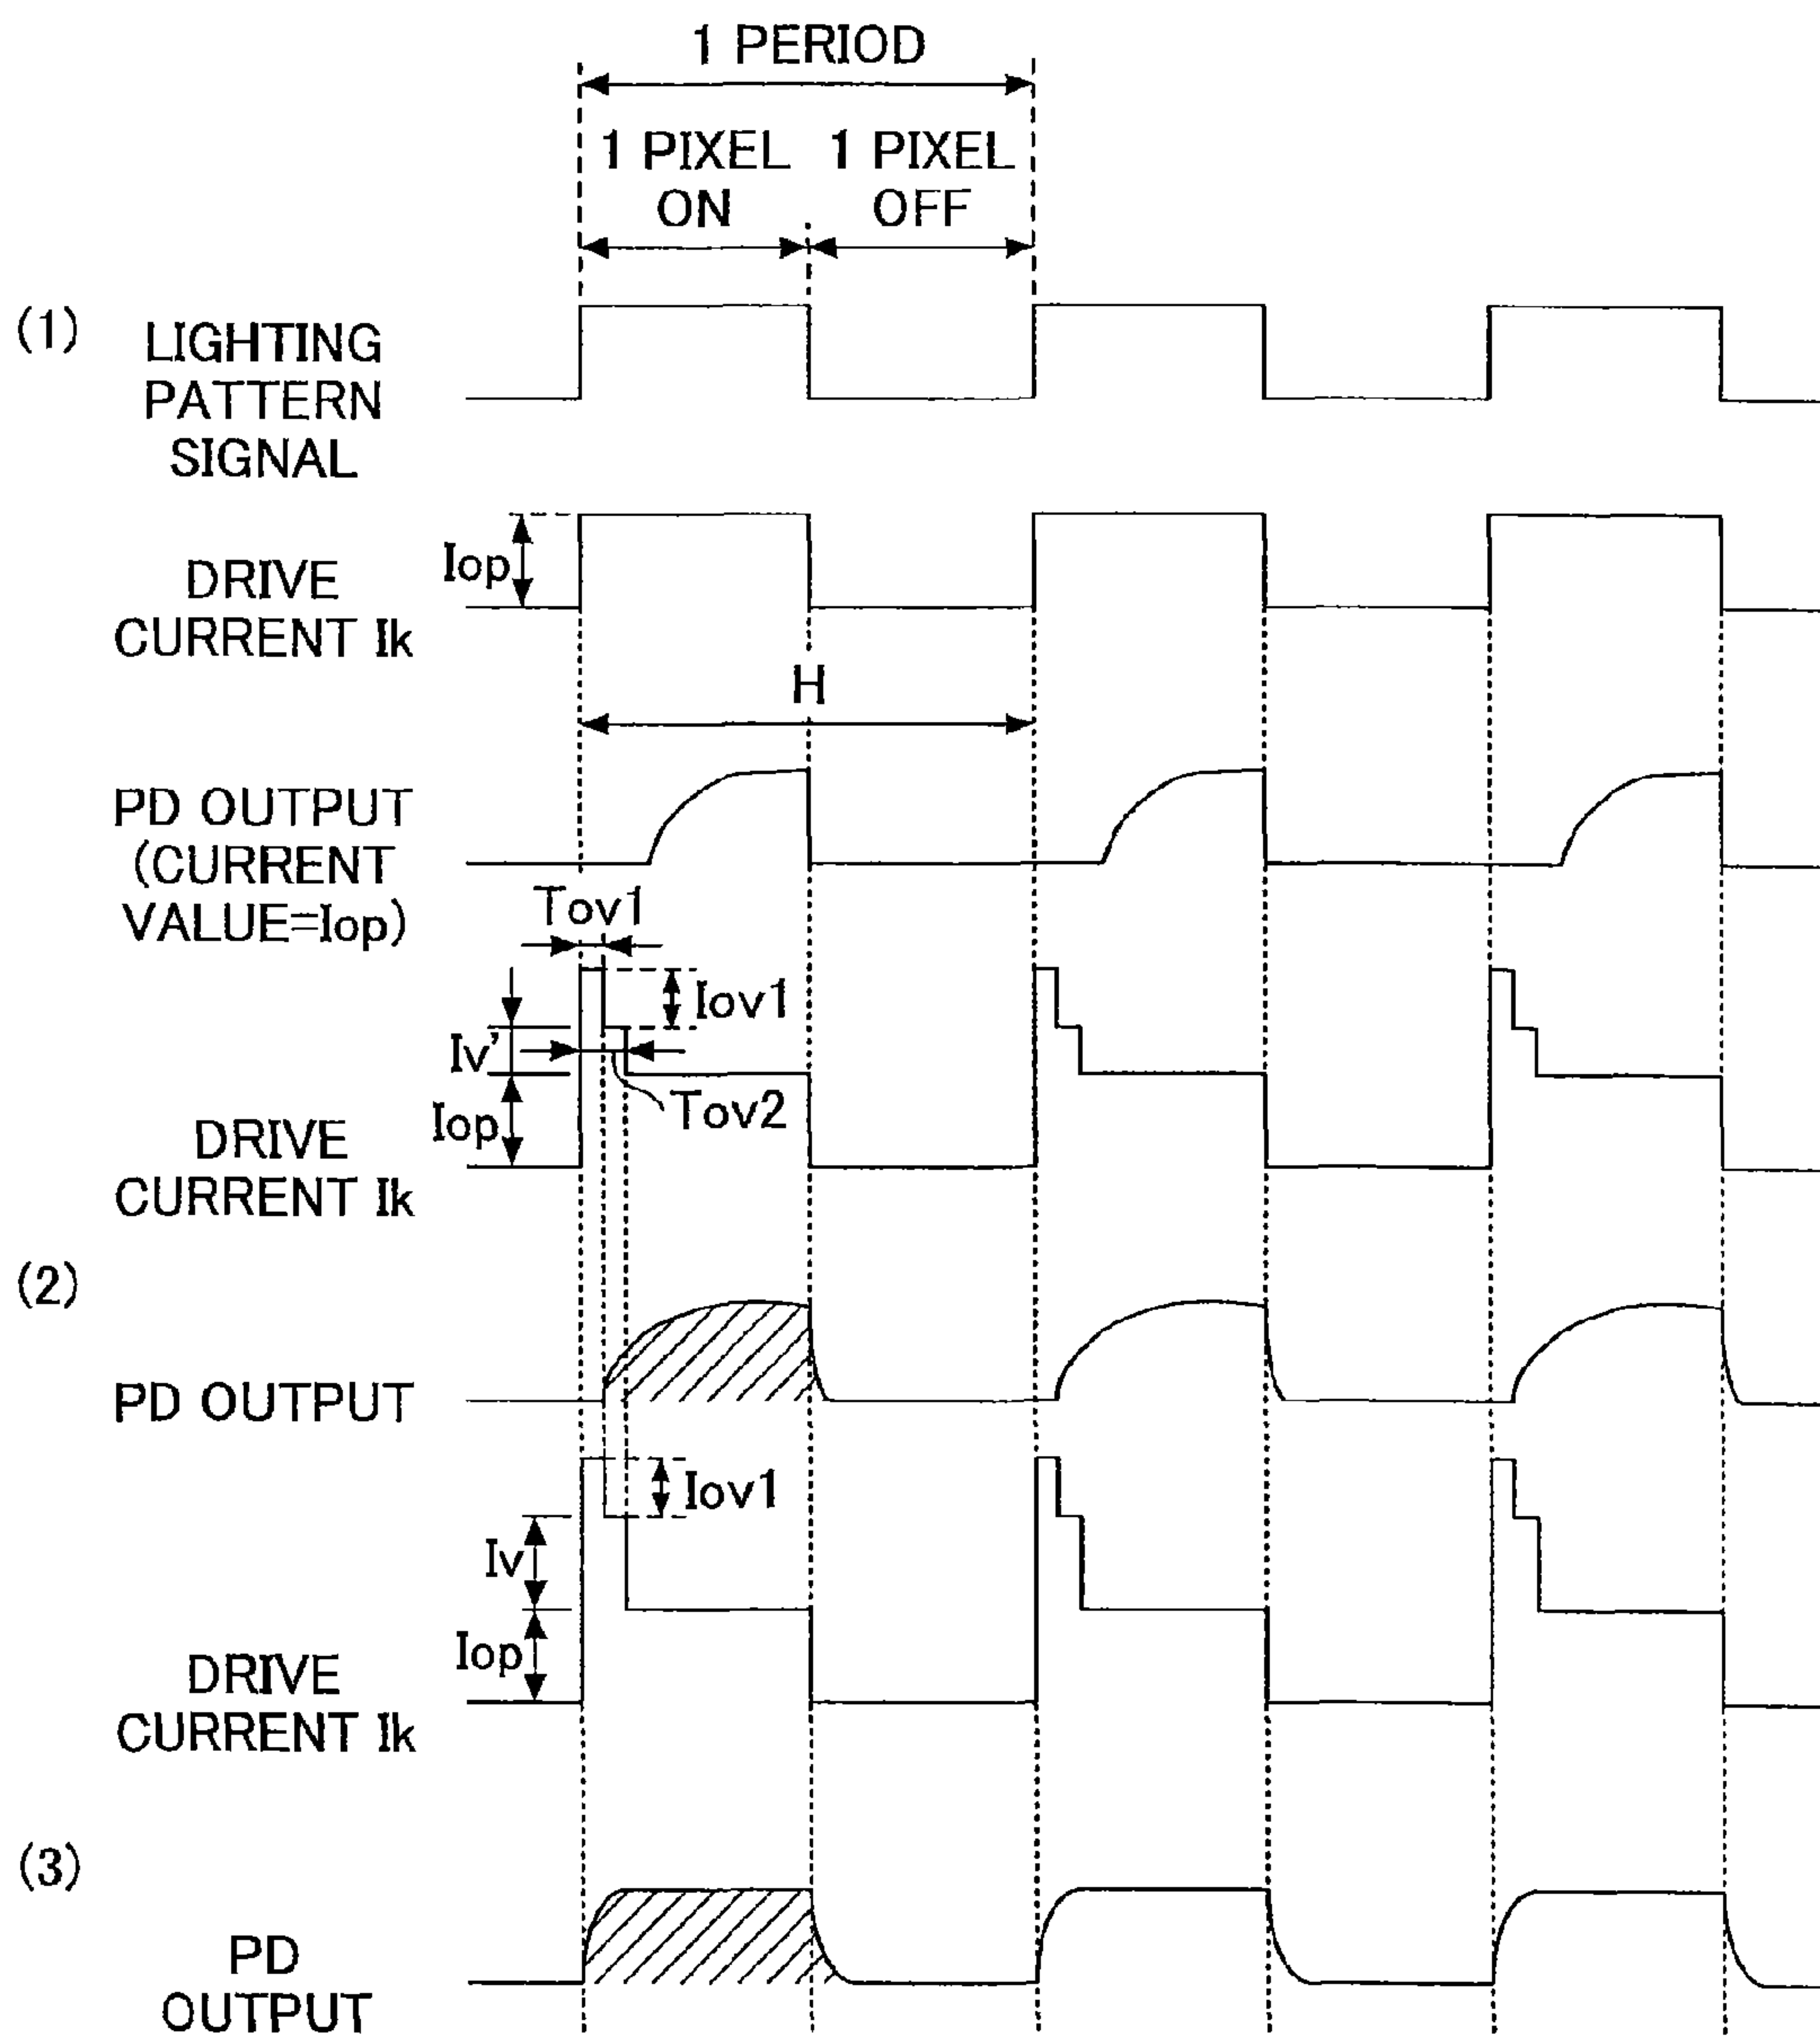 1 PERIOD
1 PIXEL
ON
1 PIXEL
OFF
(1)
LIGHTING
PATTERN
SIGNAL
DRIVE
CURRENT Ik
Iop
H
PD OUTPUT
(CURRENT
VALUE=Iop)
Tov1
Iov1
Iv'
Tov2
Iop
DRIVE
CURRENT Ik
(2)
PD OUTPUT
Iov1
Iv
Iop
DRIVE
CURRENT Ik
(3)
PD
OUTPUT